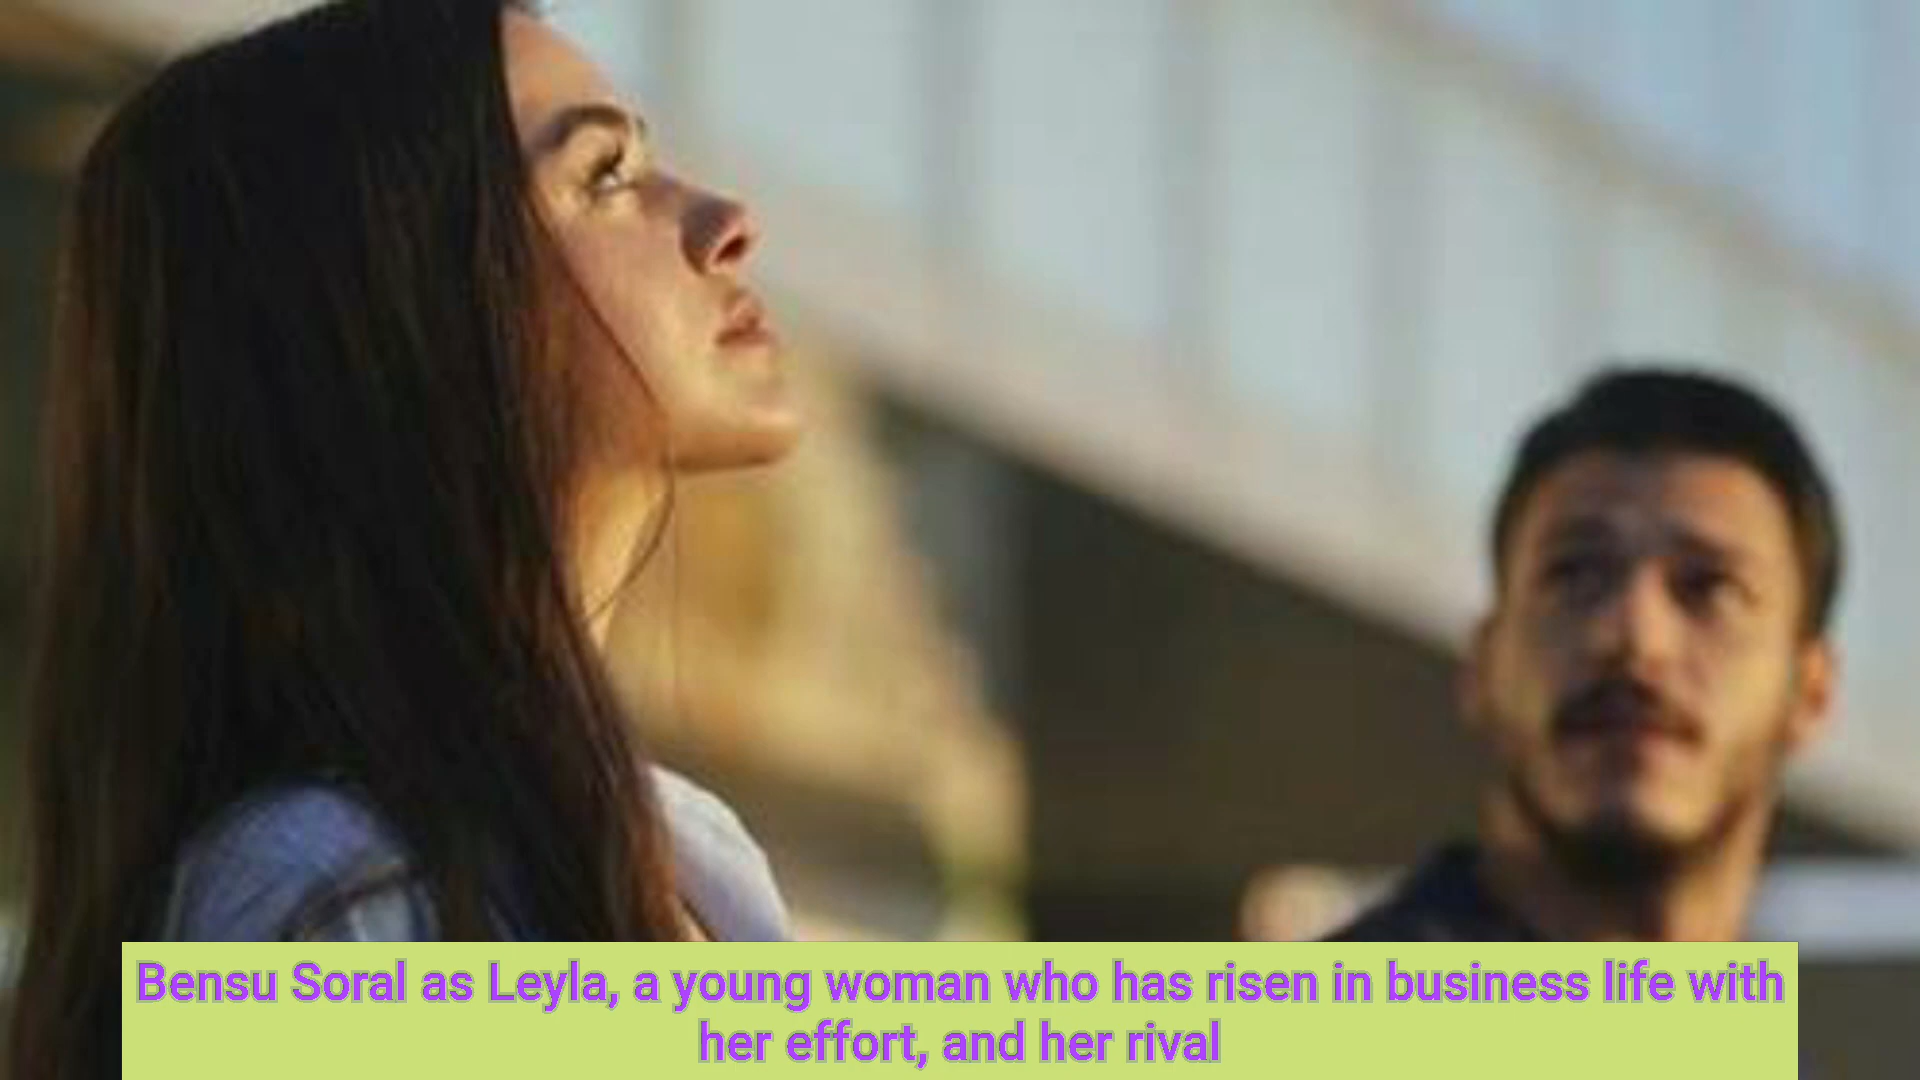 Bensu Soral as Leyla, a young woman who has risen in business life with
her effort, and her rival